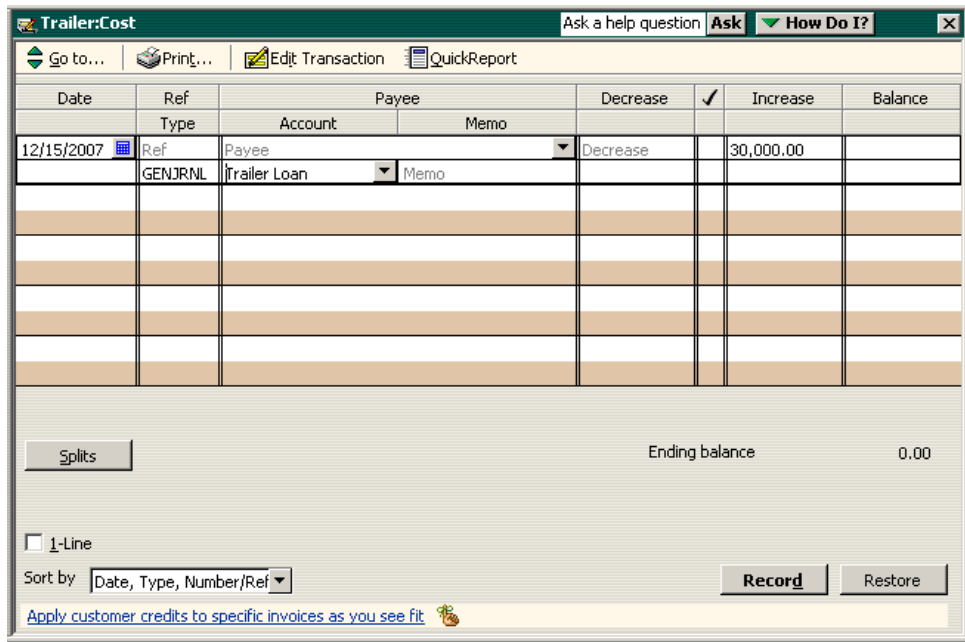 Trailer:Cost Ask a help question Ask How Do I?
Go to... Print... Edit Transaction QuickReport
Date Ref Payee Decrease ✓ Increase Balance
Type Account Memo
12/15/2007 Ref Payee Decrease 30,000.00
GENJRNL Trailer Loan Memo
Splits Ending balance 0.00
1-Line
Sort by Date, Type, Number/Ref Record Restore
Apply customer credits to specific invoices as you see fit